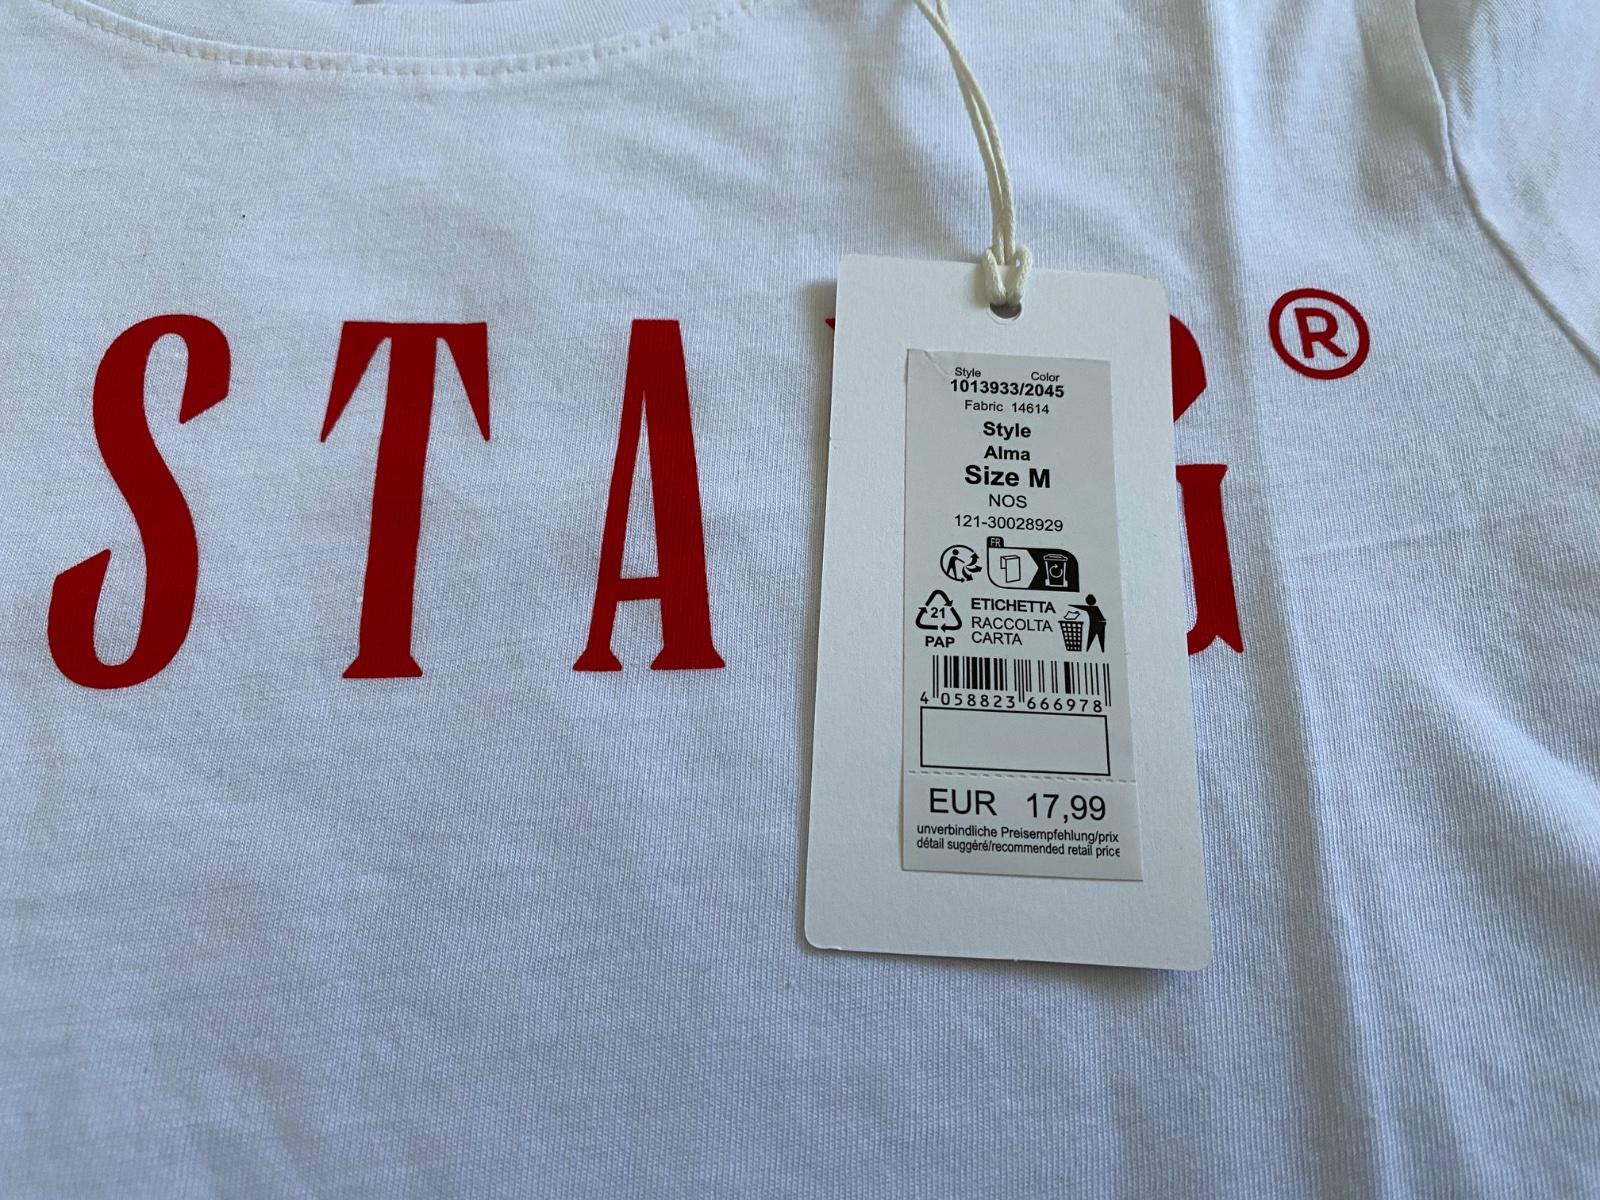 STA G®
Style Color
1013933/2045
Fabric 14614
Style
Alma
Size M
NOS
121-30028929
FR
21
PAP
ETICHETTA
RACCOLTA
CARTA
4 058823 666978
EUR 17,99
unverbindliche Preisempfehlung/prix
détail suggéré/recommended retail price